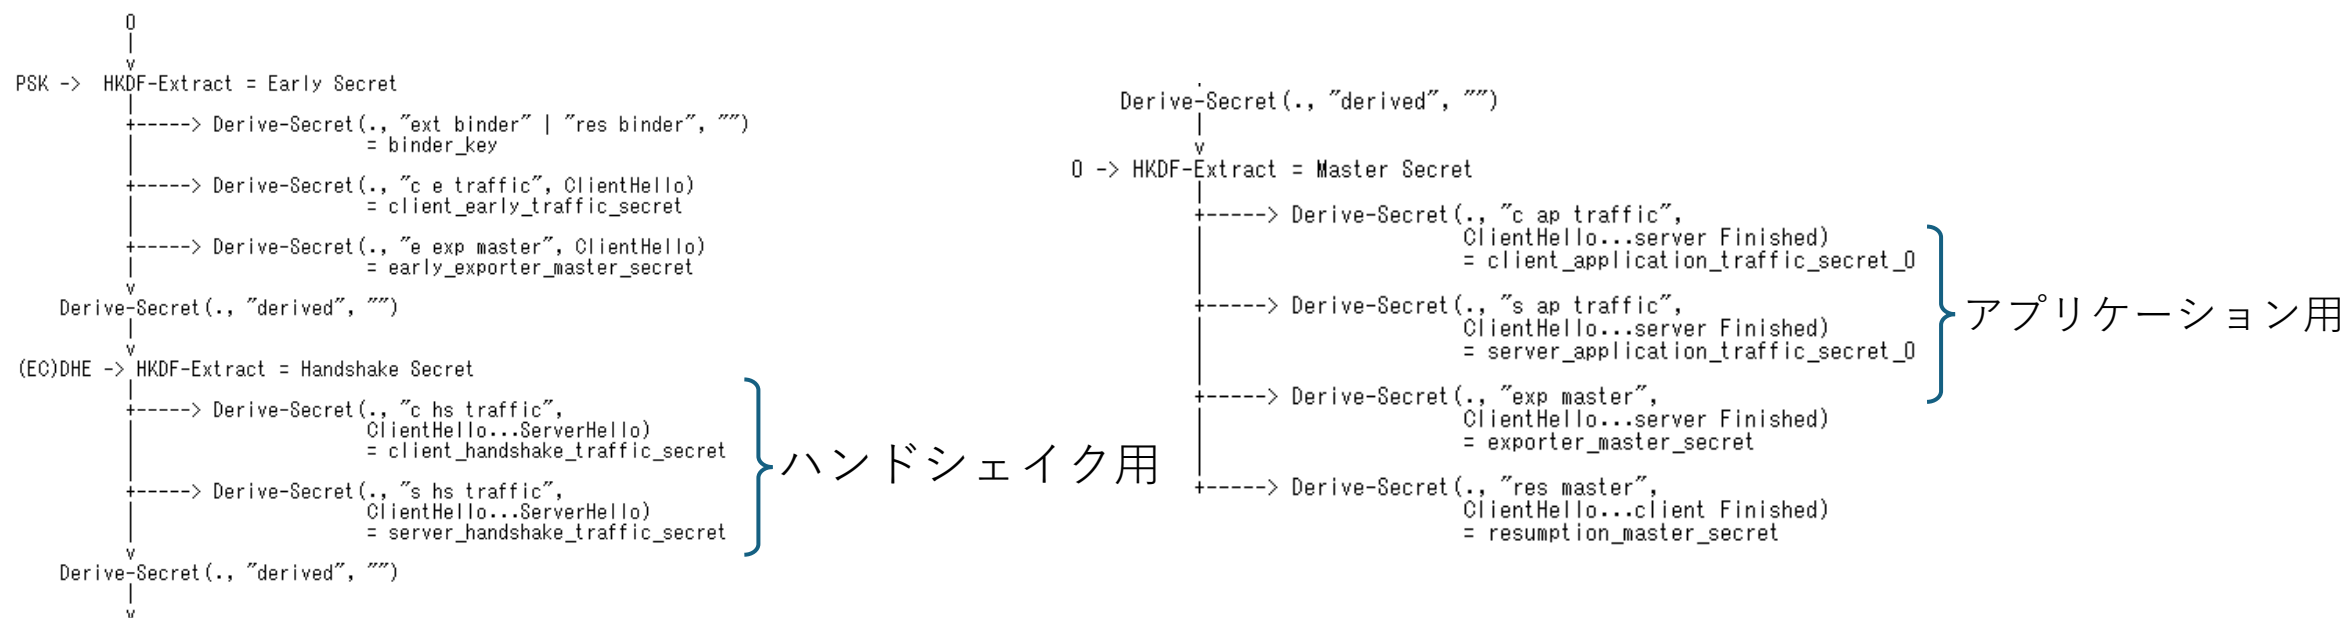 0
|
v
PSK ->  HKDF-Extract = Early Secret
|
+-----> Derive-Secret(., "ext binder" | "res binder", "")
= binder_key
|
+-----> Derive-Secret(., "c e traffic", ClientHello)
= client_early_traffic_secret
|
+-----> Derive-Secret(., "e exp master", ClientHello)
= early_exporter_master_secret
v
Derive-Secret(., "derived", "")
|
v
(EC)DHE -> HKDF-Extract = Handshake Secret
|
+-----> Derive-Secret(., "c hs traffic",
ClientHello...ServerHello)
= client_handshake_traffic_secret
|
+-----> Derive-Secret(., "s hs traffic",
ClientHello...ServerHello)
= server_handshake_traffic_secret
v
Derive-Secret(., "derived", "")
|
v
ハンドシェイク用
Derive-Secret(., "derived", "")
|
v
0 -> HKDF-Extract = Master Secret
|
+-----> Derive-Secret(., "c ap traffic",
ClientHello...server Finished)
= client_application_traffic_secret_0
|
+-----> Derive-Secret(., "s ap traffic",
ClientHello...server Finished)
= server_application_traffic_secret_0
|
+-----> Derive-Secret(., "exp master",
ClientHello...server Finished)
= exporter_master_secret
|
+-----> Derive-Secret(., "res master",
ClientHello...client Finished)
= resumption_master_secret
アプリケーション用